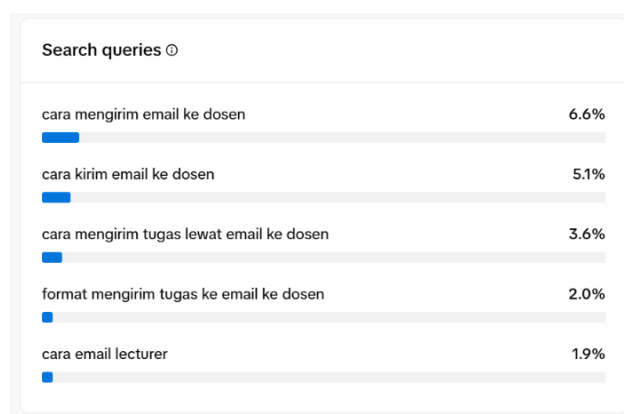 Search queries
cara mengirim email ke dosen 6.6%
cara kirim email ke dosen 5.1%
cara mengirim tugas lewat email ke dosen 3.6%
format mengirim tugas ke email ke dosen 2.0%
cara email lecturer 1.9%